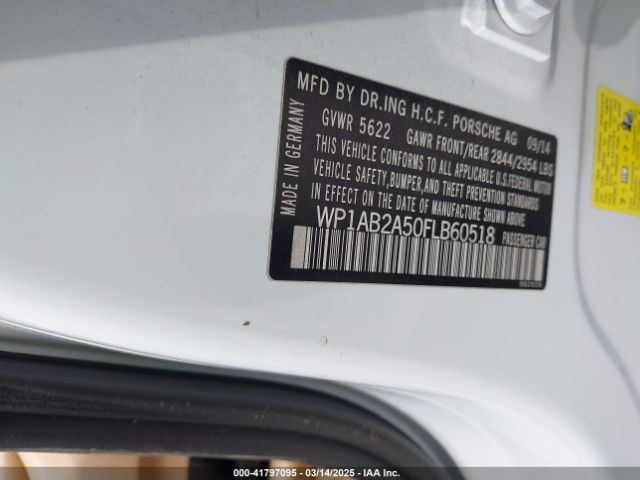 MFD BY DR.ING H.C.F. PORSCHE AG 09/14
GVWR 5622 GAWR FRONT/REAR 2844/2954 LBS
THIS VEHICLE CONFORMS TO ALL APPLICABLE U.S.FEDERAL MOTOR
VEHICLE SAFETY,BUMPER,AND THEFT PREVENTION STANDARDS
IN EFFECT ON THE DATE OF MANUFACTURE SHOWN ABOVE.
WP1AB2A50FLB60518 PASSENGER CAR
MADE IN GERMANY
000-41797095 • 03/14/2025 • IAA Inc.